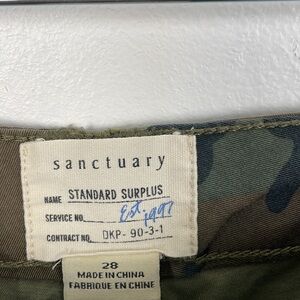 sanctuary
NAME STANDARD SURPLUS
SERVICE NO. Est. 1997
CONTRACT NO. DKP- 90-3-1
28
MADE IN CHINA
FABRIQUE EN CHINE